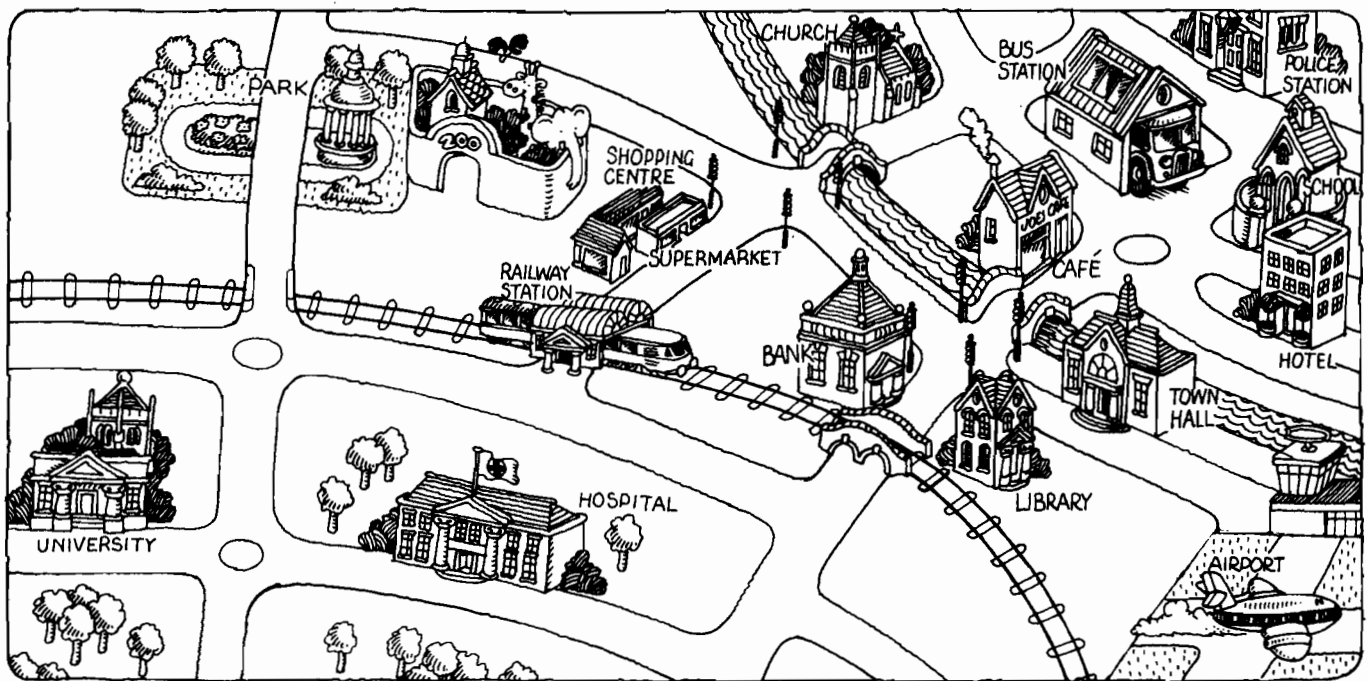 CHURCH
BUS
STATION
POLICE
STATION
PARK
ZOO
SHOPPING
CENTRE
SCHOOL
JOE'S CAFE
SUPERMARKET
CAFÉ
RAILWAY
STATION
BANK
HOTEL
TOWN
HALL
LIBRARY
HOSPITAL
UNIVERSITY
AIRPORT